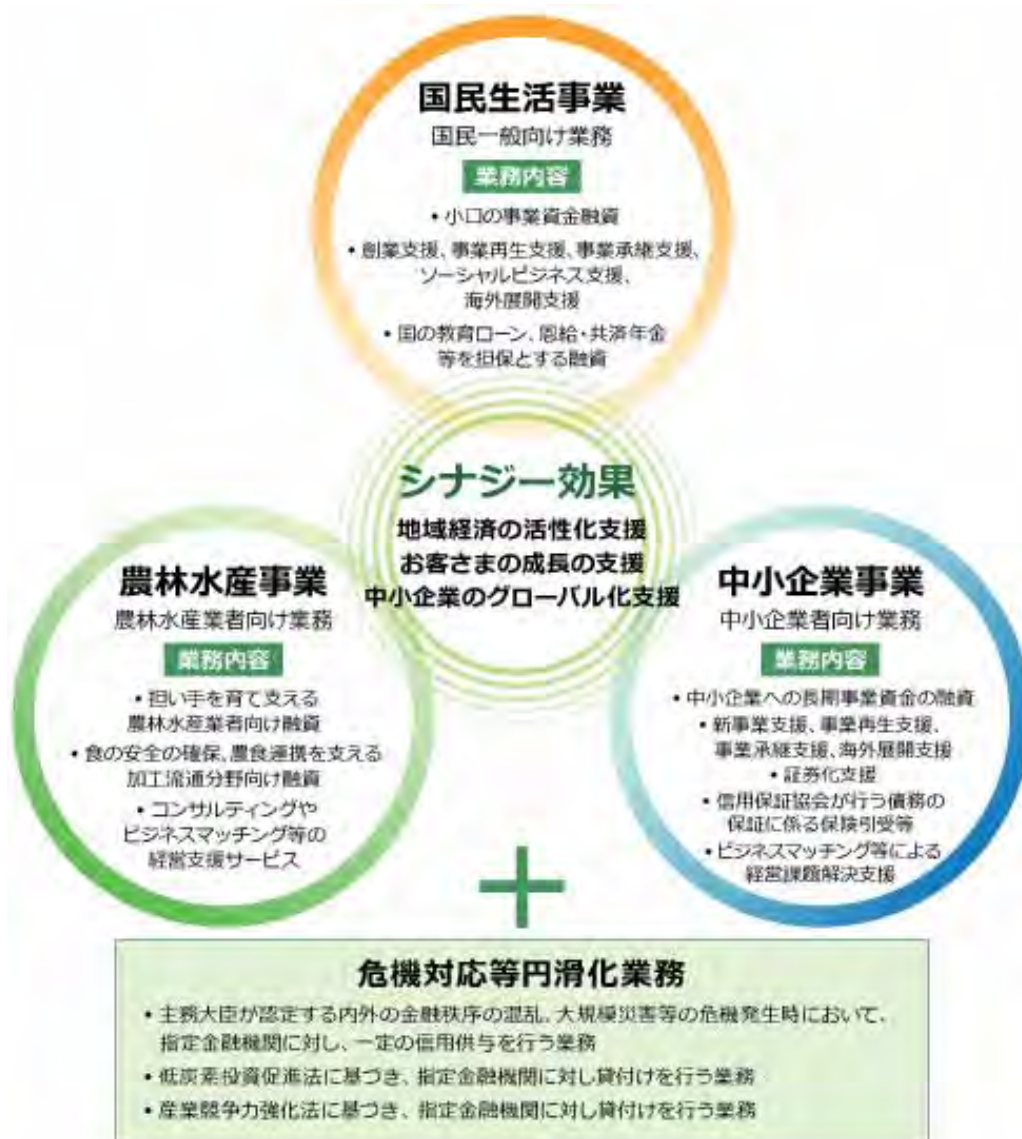 国民生活事業
国民一般向け業務
業務内容
• 小口の事業資金融資
• 創業支援、事業再生支援、事業承継支援、
ソーシャルビジネス支援、
海外展開支援
• 国の教育ローン、恩給・共済年金
等を担保とする融資
シナジー効果
地域経済の活性化支援
お客さまの成長の支援
中小企業のグローバル化支援
農林水産事業
農林水産業者向け業務
業務内容
• 担い手を育て支える
農林水産業者向け融資
• 食の安全の確保、農食連携を支える
加工流通分野向け融資
• コンサルティングや
ビジネスマッチング等の
経営支援サービス
中小企業事業
中小企業者向け業務
業務内容
• 中小企業への長期事業資金の融資
• 新事業支援、事業再生支援、
事業承継支援、海外展開支援
• 証券化支援
• 信用保証協会が行う債務の
保証に係る保険引受等
• ビジネスマッチング等による
経営課題解決支援
+
危機対応等円滑化業務
• 主務大臣が認定する内外の金融秩序の混乱、大規模災害等の危機発生時において、
指定金融機関に対し、一定の信用供与を行う業務
• 低炭素投資促進法に基づき、指定金融機関に対し貸付けを行う業務
• 産業競争力強化法に基づき、指定金融機関に対し貸付けを行う業務